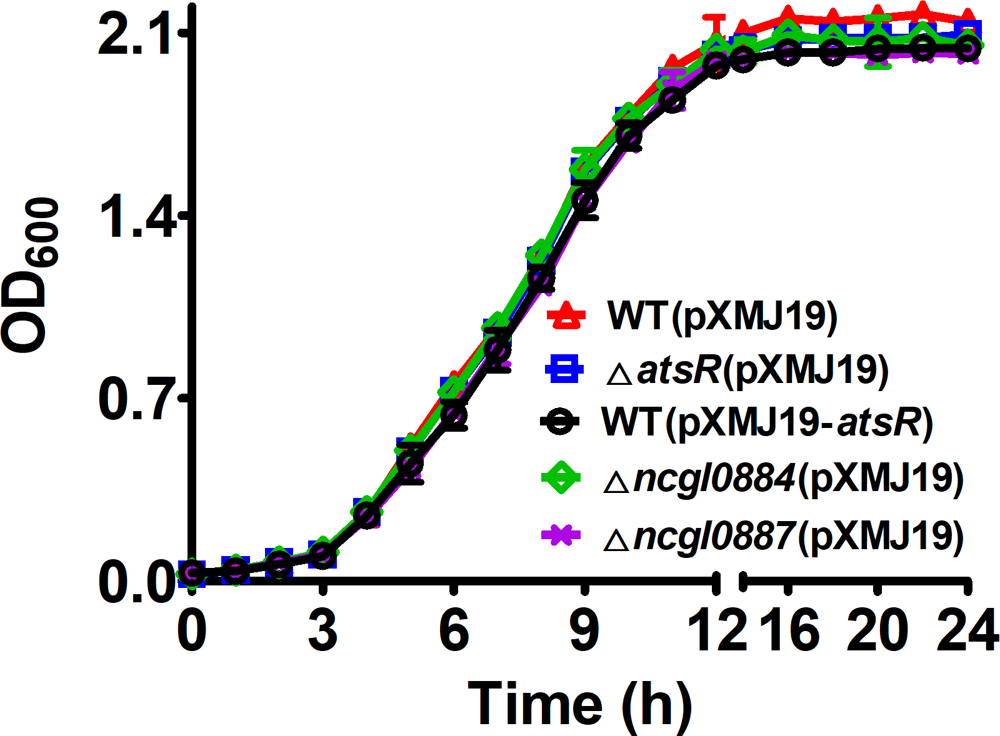 2.1
1.4
0.7
0.0
OD600
WT(pXMJ19)
△atsR(pXMJ19)
WT(pXMJ19-atsR)
△ncgl0884(pXMJ19)
△ncgl0887(pXMJ19)
0 3 6 9 12 16 20 24
Time (h)